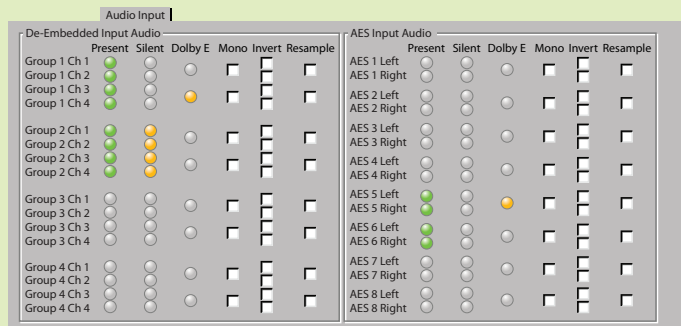 Audio Input
De-Embedded Input Audio
Present Silent Dolby E Mono Invert Resample
Group 1 Ch 1
Group 1 Ch 2
Group 1 Ch 3
Group 1 Ch 4
Group 2 Ch 1
Group 2 Ch 2
Group 2 Ch 3
Group 2 Ch 4
Group 3 Ch 1
Group 3 Ch 2
Group 3 Ch 3
Group 3 Ch 4
Group 4 Ch 1
Group 4 Ch 2
Group 4 Ch 3
Group 4 Ch 4
AES Input Audio
Present Silent Dolby E Mono Invert Resample
AES 1 Left
AES 1 Right
AES 2 Left
AES 2 Right
AES 3 Left
AES 3 Right
AES 4 Left
AES 4 Right
AES 5 Left
AES 5 Right
AES 6 Left
AES 6 Right
AES 7 Left
AES 7 Right
AES 8 Left
AES 8 Right